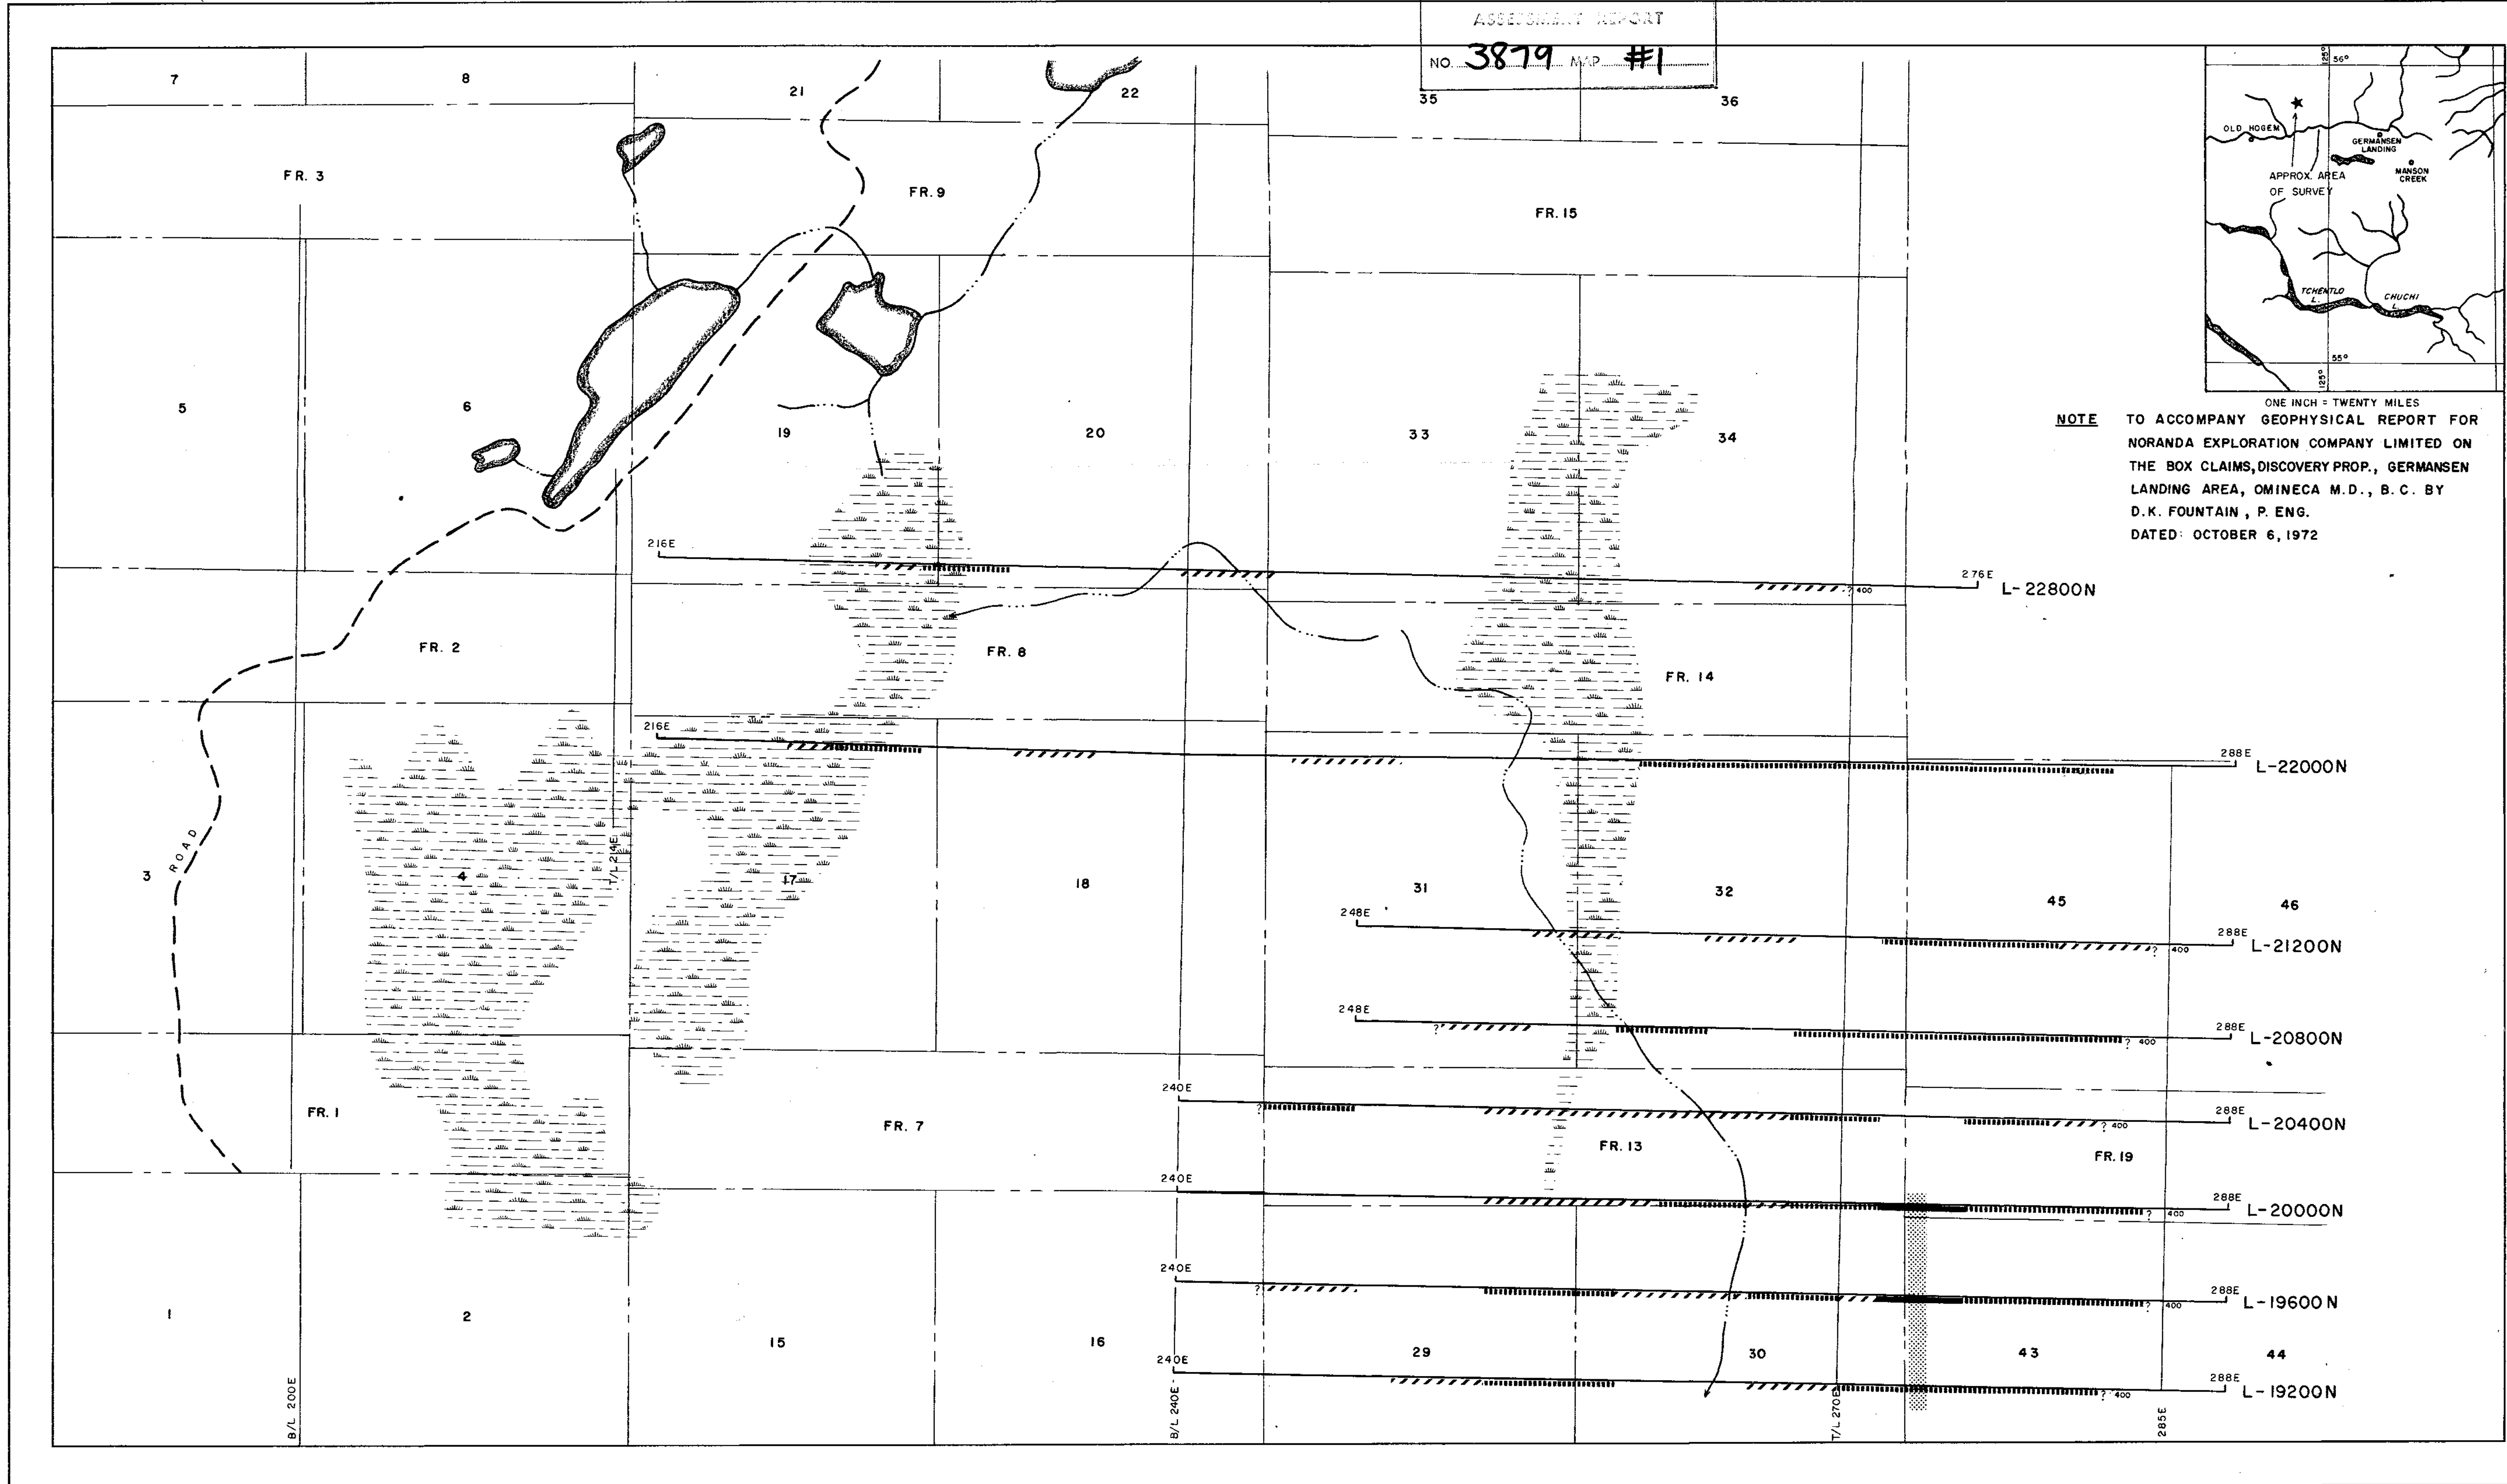 ASSESSMENT REPORT
NO. 3879 MAP #1
7
8
21
22
35
36
FR. 3
FR. 9
FR. 15
125°
56°
OLD HOGEM
GERMANSEN
LANDING
MANSON
CREEK
APPROX. AREA
OF SURVEY
TCHENTLO
L.
CHUCHI
L.
55°
125°
ONE INCH = TWENTY MILES
NOTE TO ACCOMPANY GEOPHYSICAL REPORT FOR
NORANDA EXPLORATION COMPANY LIMITED ON
THE BOX CLAIMS, DISCOVERY PROP., GERMANSEN
LANDING AREA, OMINECA M.D., B.C. BY
D.K. FOUNTAIN, P. ENG.
DATED: OCTOBER 6, 1972
5
6
19
20
33
34
216E
? 400
276E
L-22800N
FR. 2
FR. 8
FR. 14
216E
288E
L-22000N
ROAD
3
4
T/L 214E
17
18
31
32
45
46
248E
? 400
288E
L-21200N
248E
?
? 400
288E
L-20800N
FR. 1
FR. 7
240E
?
? 400
288E
L-20400N
FR. 13
FR. 19
240E
? 400
288E
L-20000N
240E
?
? 400
288E
L-19600N
1
2
15
16
29
30
43
44
240E
? 400
288E
L-19200N
B/L 200E
B/L 240E
T/L 270E
285E